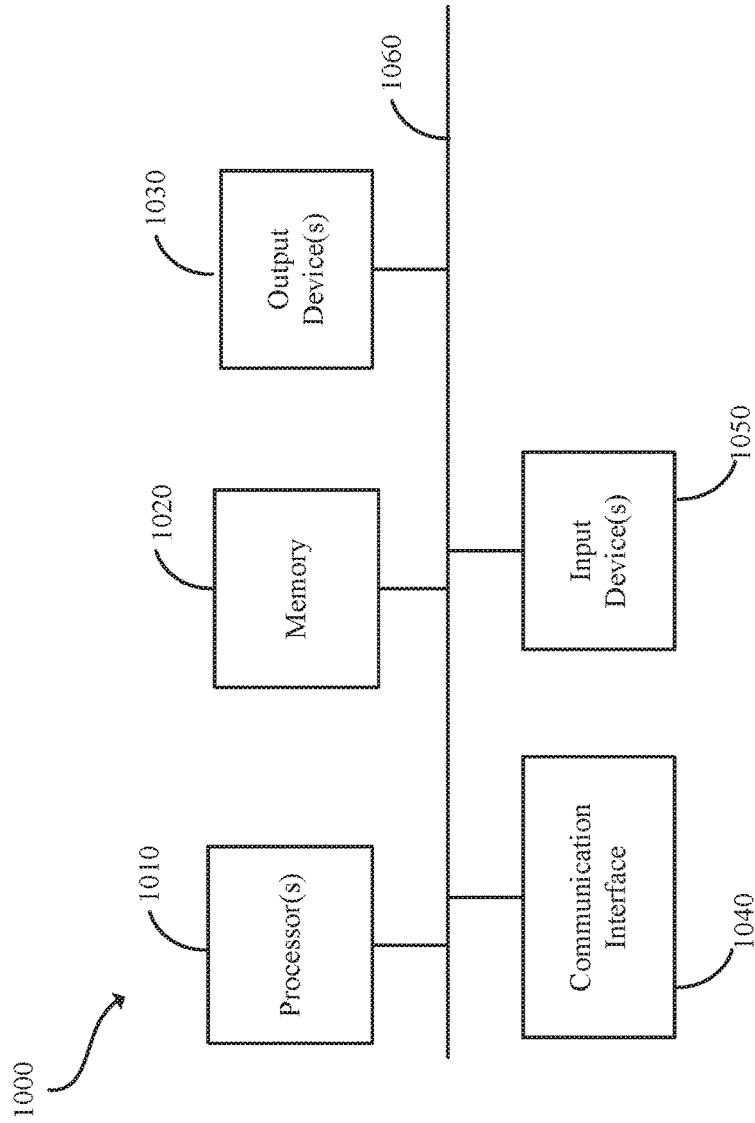 1000
1010
Processor(s)
1020
Memory
1030
Output
Device(s)
1060
Communication
Interface
1040
Input
Device(s)
1050